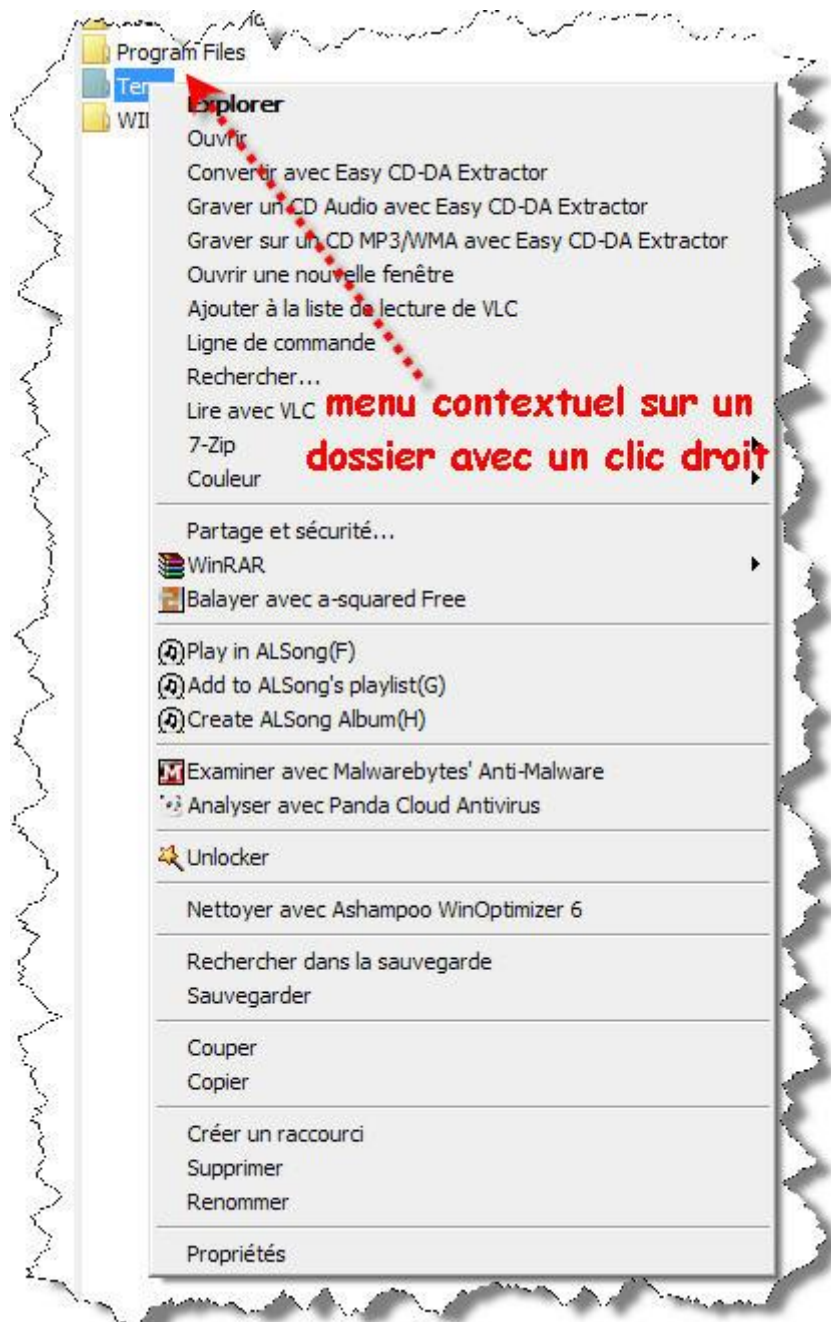 Program Files
Explorer
Ouvrir
Convertir avec Easy CD-DA Extractor
Graver un CD Audio avec Easy CD-DA Extractor
Graver sur un CD MP3/WMA avec Easy CD-DA Extractor
Ouvrir une nouvelle fenêtre
Ajouter à la liste de lecture de VLC
Ligne de commande
Rechercher...
Lire avec VLC
menu contextuel sur un
dossier avec un clic droit
7-Zip
Couleur
Partage et sécurité...
WinRAR
Balayer avec a-squared Free
Play in ALSong(F)
Add to ALSong's playlist(G)
Create ALSong Album(H)
Examiner avec Malwarebytes' Anti-Malware
Analyser avec Panda Cloud Antivirus
Unlocker
Nettoyer avec Ashampoo WinOptimizer 6
Rechercher dans la sauvegarde
Sauvegarder
Couper
Copier
Créer un raccourci
Supprimer
Renommer
Propriétés